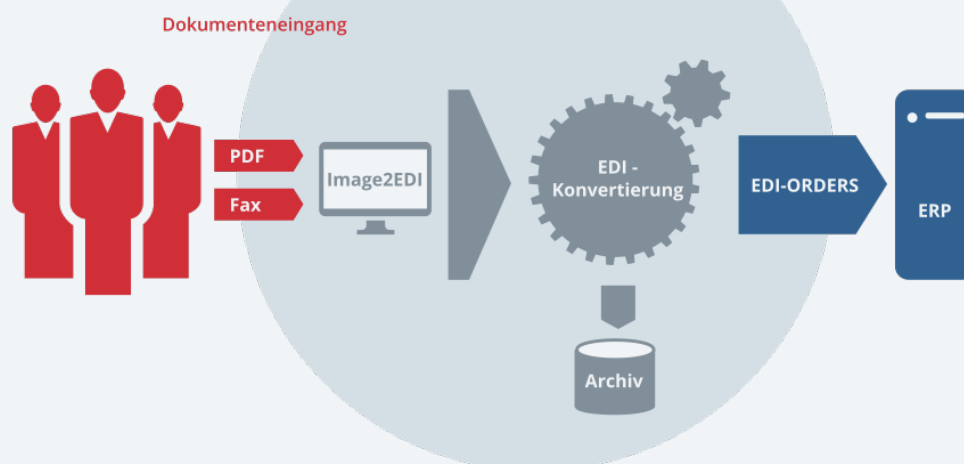 Dokumenteneingang
PDF
Fax
Image2EDI
EDI -
Konvertierung
EDI-ORDERS
ERP
Archiv